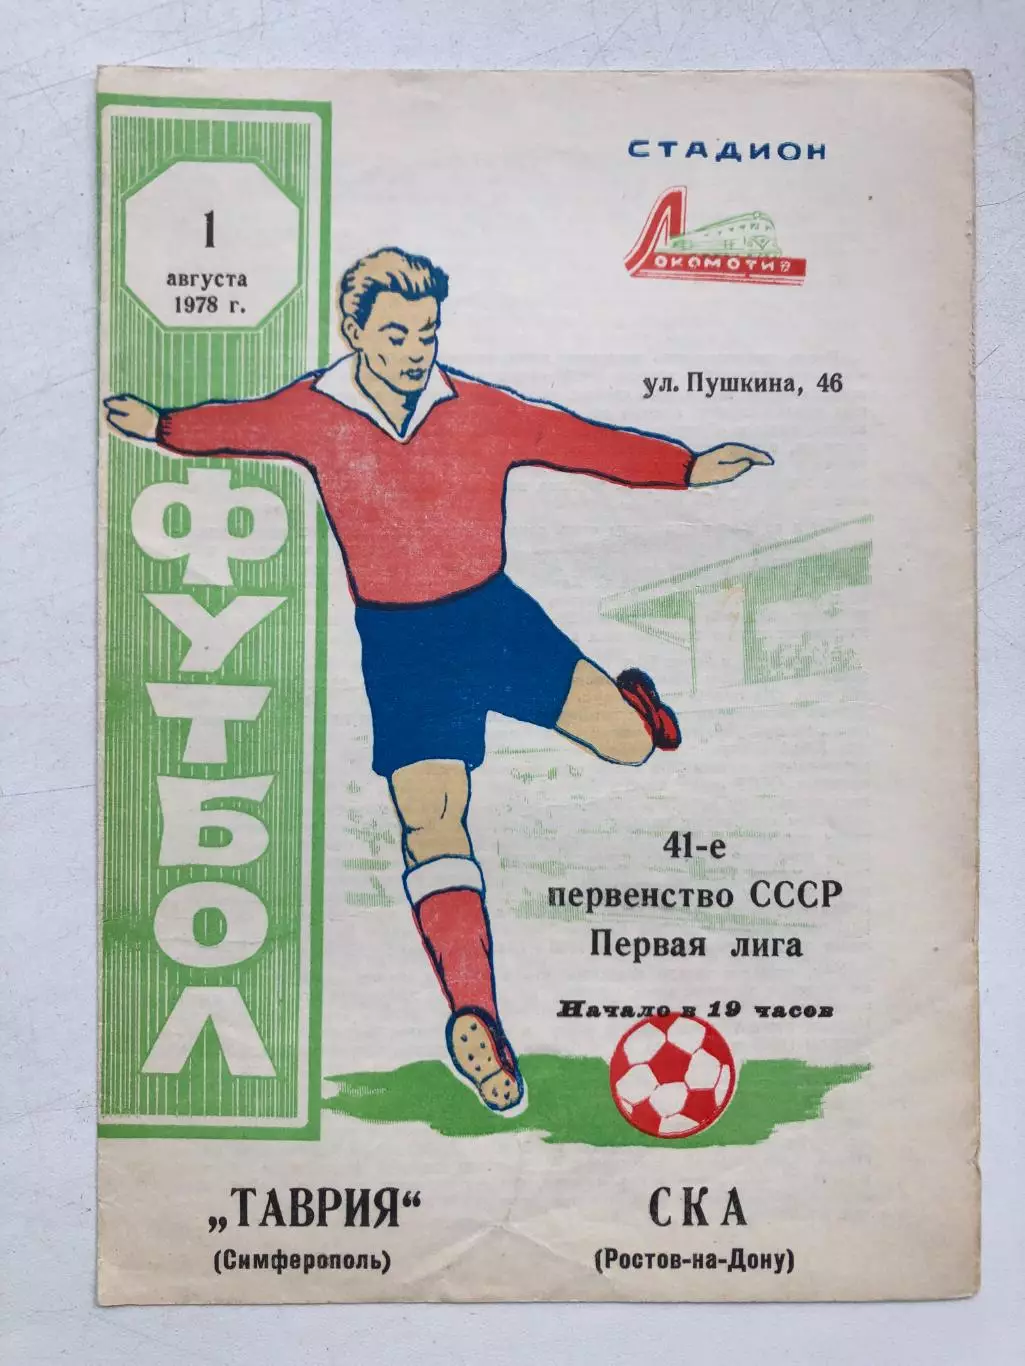 СТАДИОН
Локомотив
ул. Пушкина, 46
1
августа
1978 г.
ФУТБОЛ
41-е
первенство СССР
Первая лига
Начало в 19 часов
„ТАВРИЯ“
(Симферополь)
СКА
(Ростов-на-Дону)